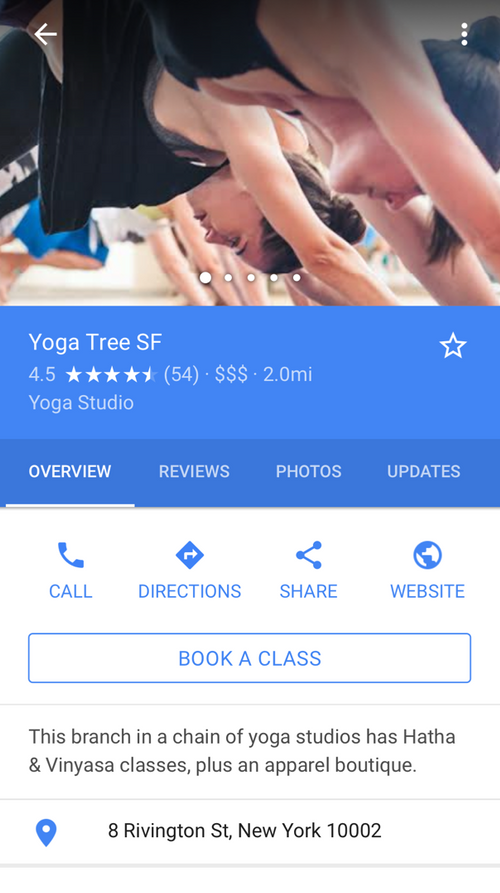 Yoga Tree SF
4.5 (54) · $$$ · 2.0mi
Yoga Studio
OVERVIEW REVIEWS PHOTOS UPDATES
CALL DIRECTIONS SHARE WEBSITE
BOOK A CLASS
This branch in a chain of yoga studios has Hatha
& Vinyasa classes, plus an apparel boutique.
8 Rivington St, New York 10002